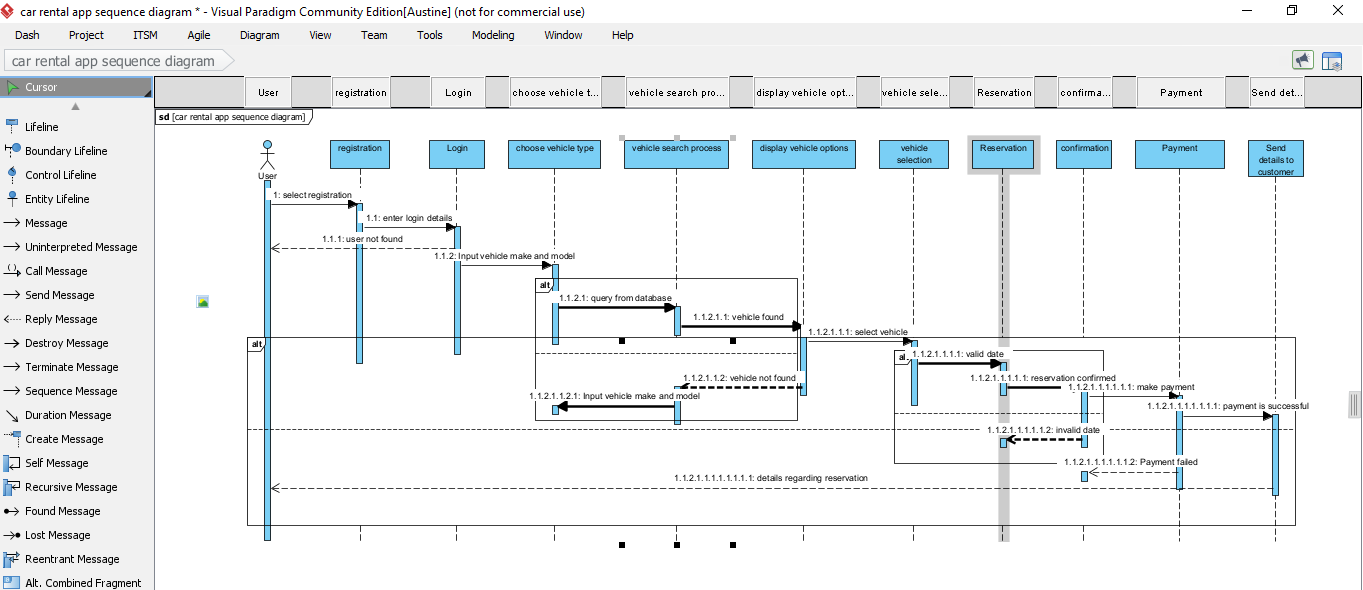 car rental app sequence diagram * - Visual Paradigm Community Edition[Austine] (not for commercial use)
Dash Project ITSM Agile Diagram View Team Tools Modeling Window Help
car rental app sequence diagram
Cursor
User registration Login choose vehicle t... vehicle search pro... display vehicle opt... vehicle sele... Reservation confirma... Payment Send det...
sd [car rental app sequence diagram]
Lifeline
Boundary Lifeline
Control Lifeline
Entity Lifeline
Message
Uninterpreted Message
Call Message
Send Message
Reply Message
Destroy Message
Terminate Message
Sequence Message
Duration Message
Create Message
Self Message
Recursive Message
Found Message
Lost Message
Reentrant Message
Alt. Combined Fragment
User
registration
Login
choose vehicle type
vehicle search process
display vehicle options
vehicle
selection
Reservation
confirmation
Payment
Send
details to
customer
1: select registration
1.1: enter login details
1.1.1: user not found
1.1.2: Input vehicle make and model
alt
1.1.2.1: query from database
1.1.2.1.1: vehicle found
1.1.2.1.1.1: select vehicle
alt
al
1.1.2.1.1.1.1: valid date
1.1.2.1.1.2: vehicle not found
1.1.2.1.1.1.1.1: reservation confirmed
1.1.2.1.1.1.1.1.1: make payment
1.1.2.1.1.2.1: Input vehicle make and model
1.1.2.1.1.1.1.1.1.1: payment is successful
1.1.2.1.1.1.1.1.2: invalid date
1.1.2.1.1.1.1.1.1.2: Payment failed
1.1.2.1.1.1.1.1.1.1.1: details regarding reservation